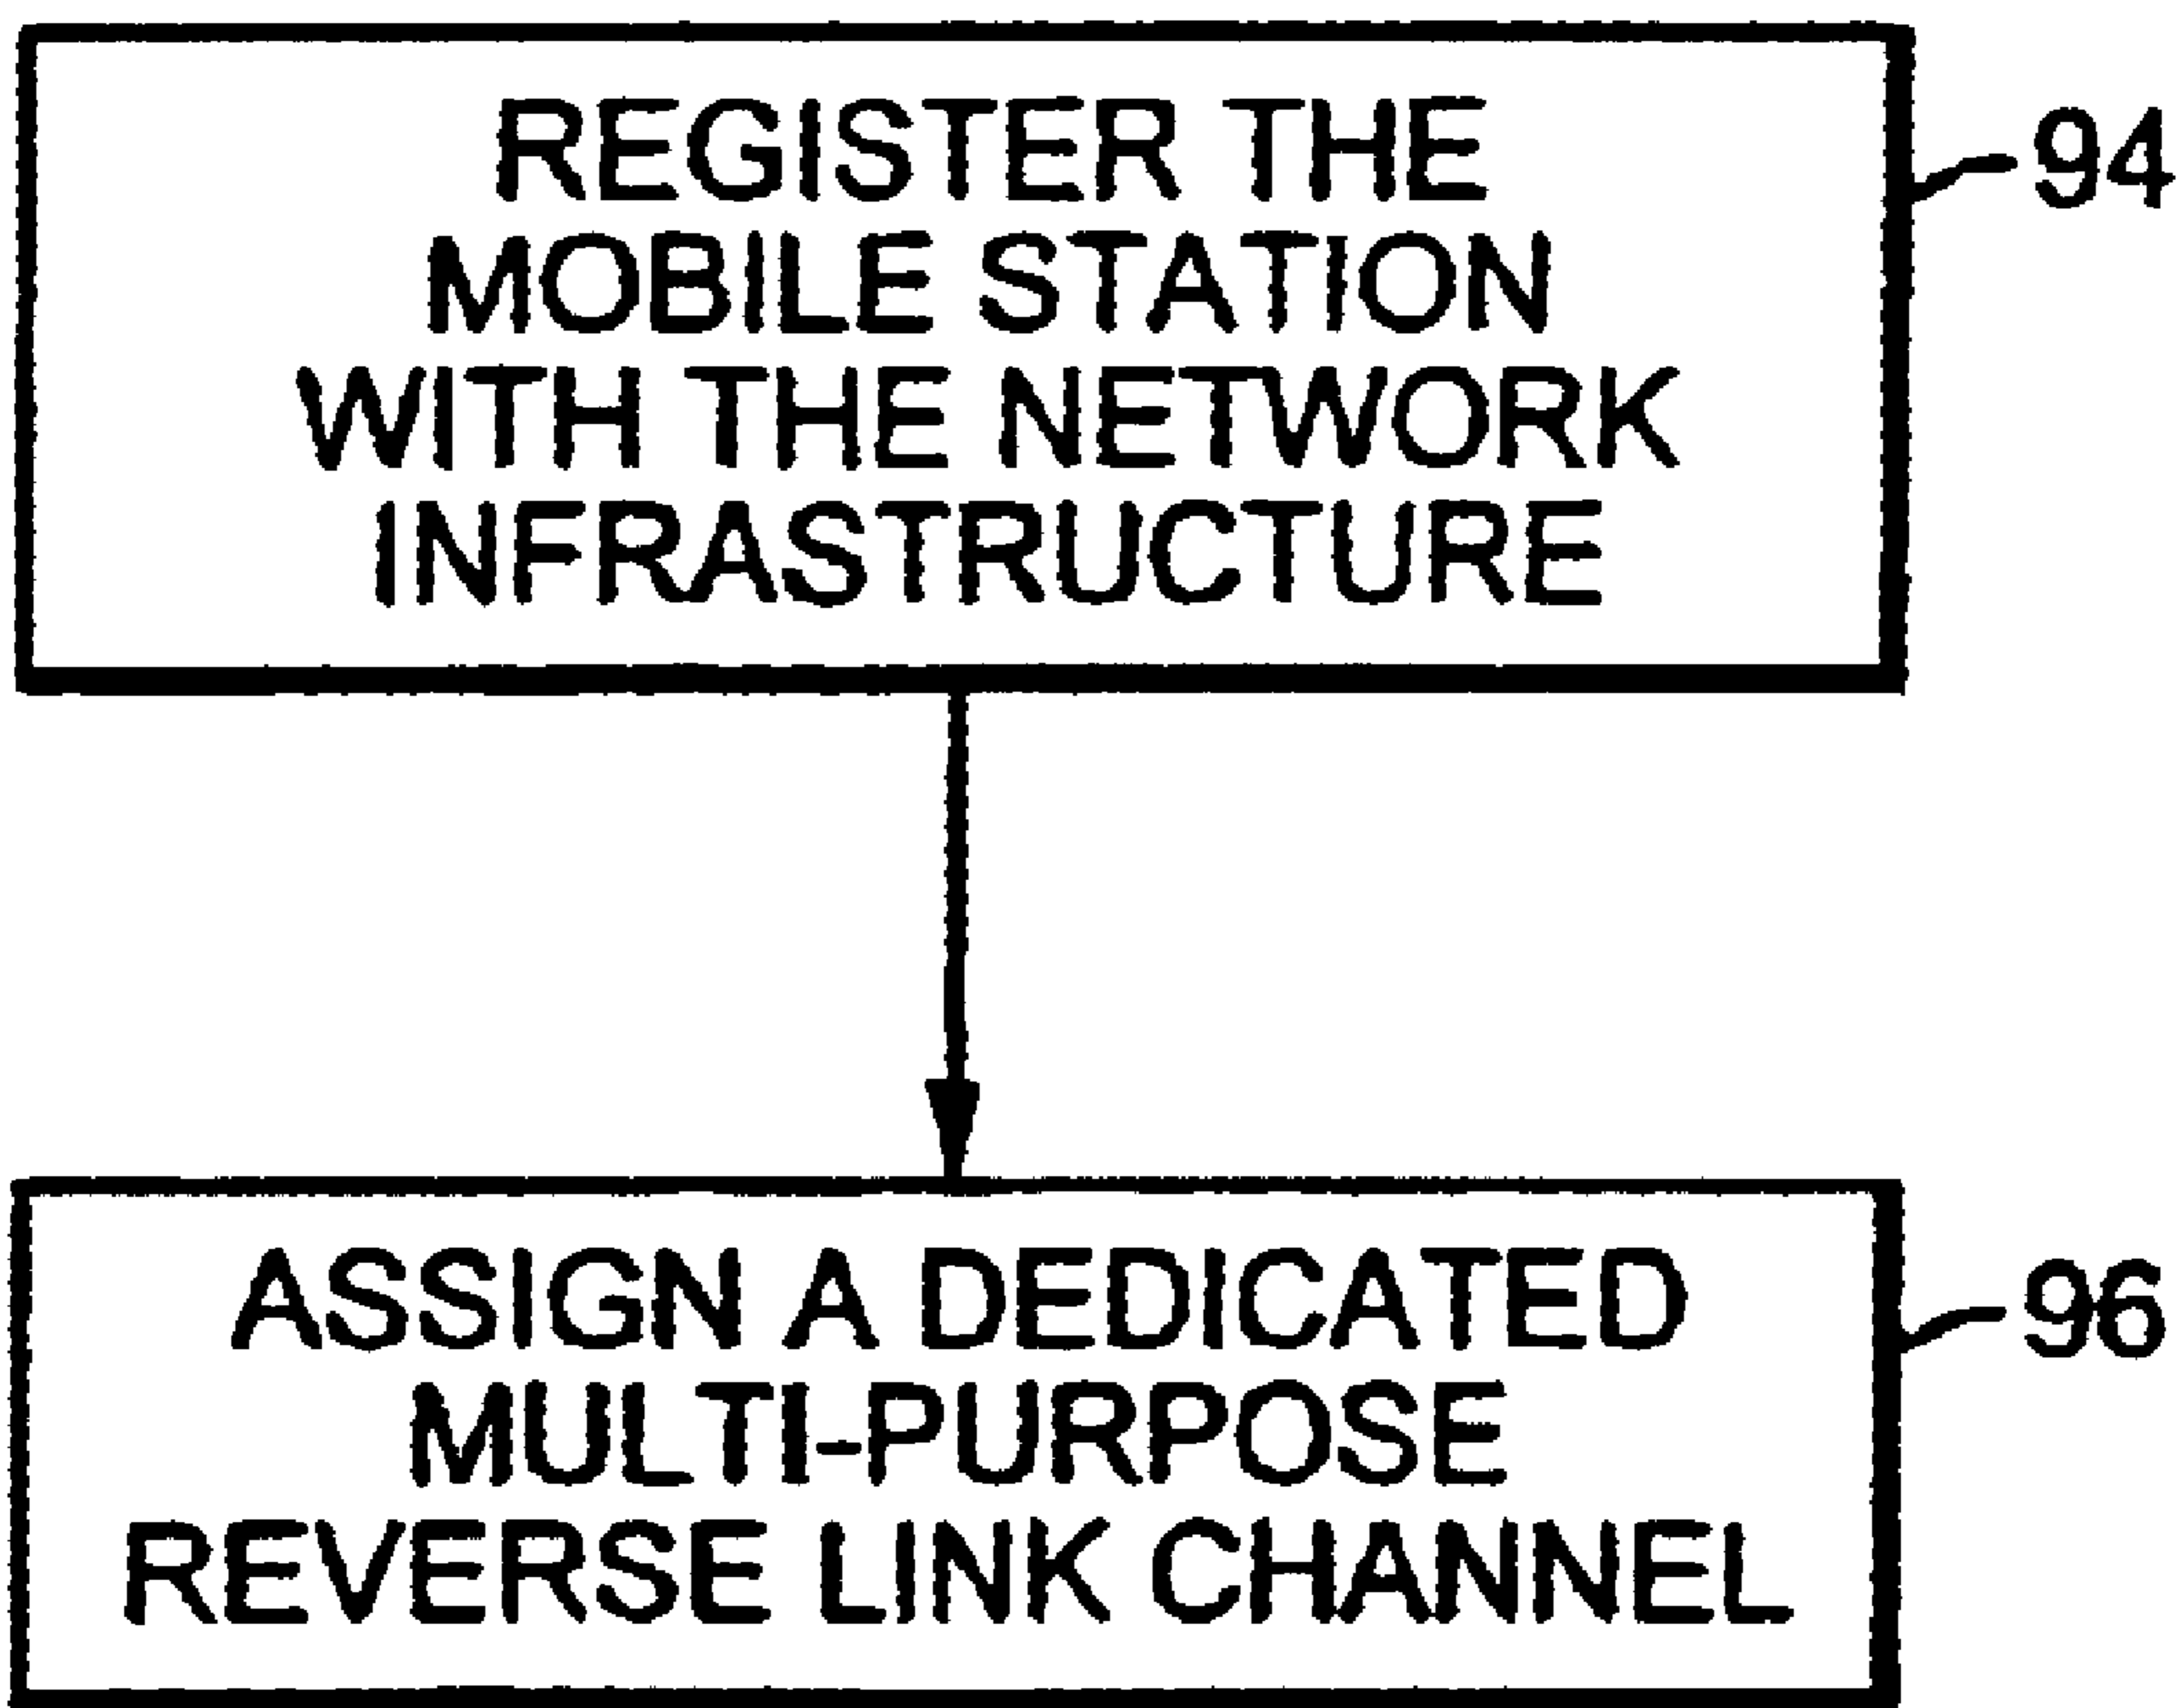 REGISTER THE
94
MOBILE STATION
WITH THE NETWORK
INFRASTRUCTURE
ASSIGN A DEDICATED
96
MULTI-PURPOSE
REVERSE LINK CHANNEL